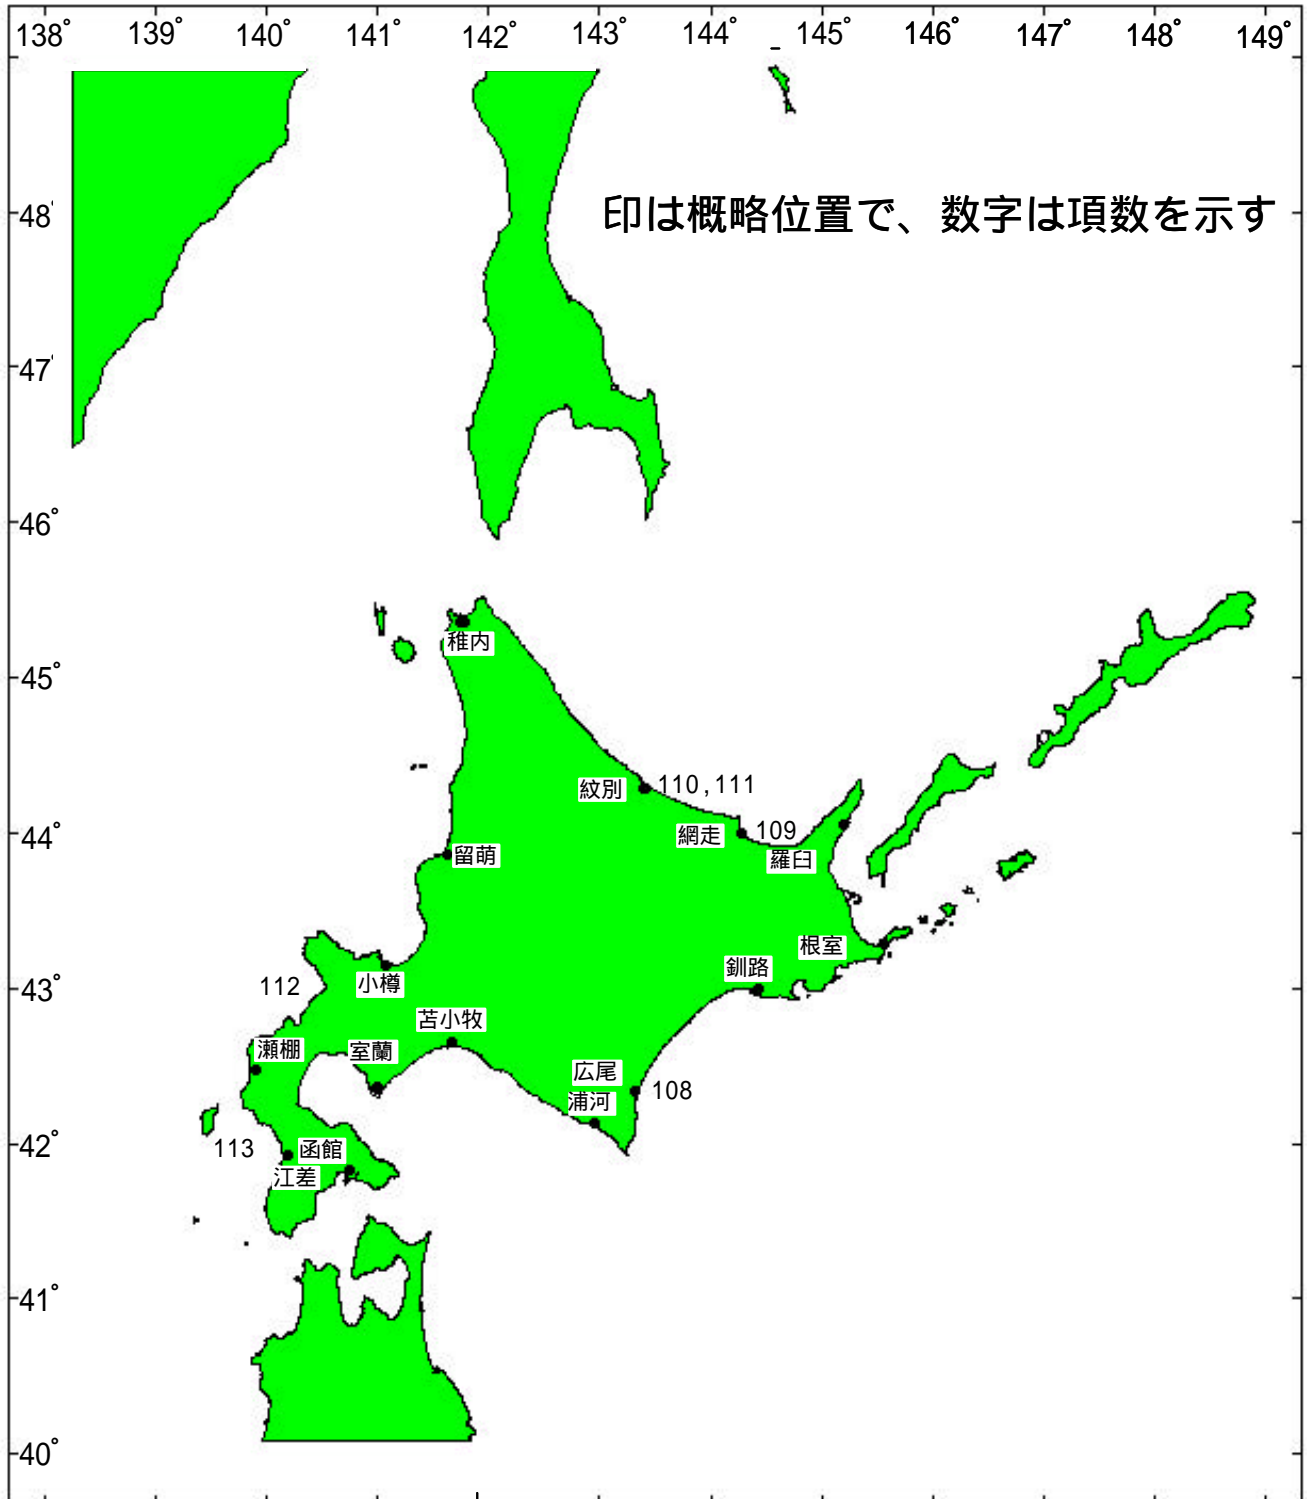 138° 139° 140° 141° 142° 143° 144° 145° 146° 147° 148° 149°
48°
印は概略位置で、数字は項数を示す
47°
46°
稚内
45°
紋別 110,111
44°
網走 109
羅臼
留萌
根室
釧路
43°
112
小樽
苫小牧
瀬棚 室蘭
広尾 108
浦河
42°
113 函館
江差
41°
40°